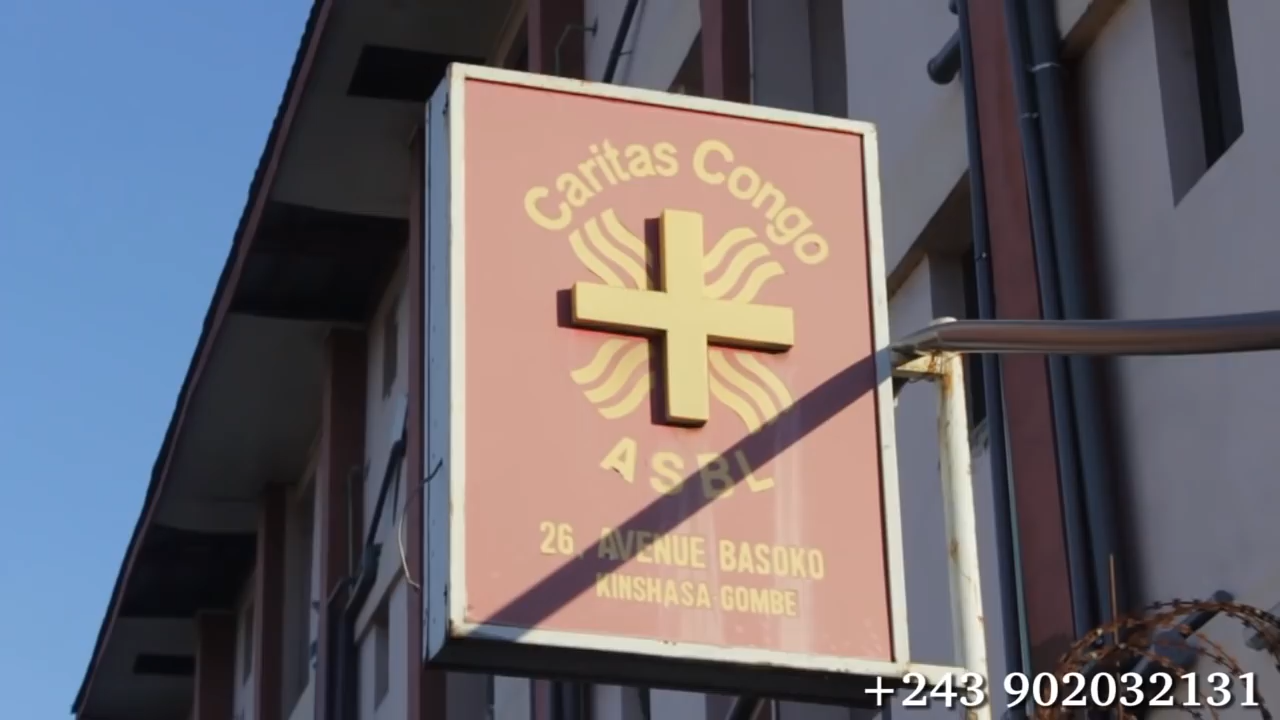 Caritas Congo
ASBL
26, AVENUE BASOKO
KINSHASA-GOMBE
+243 902032131